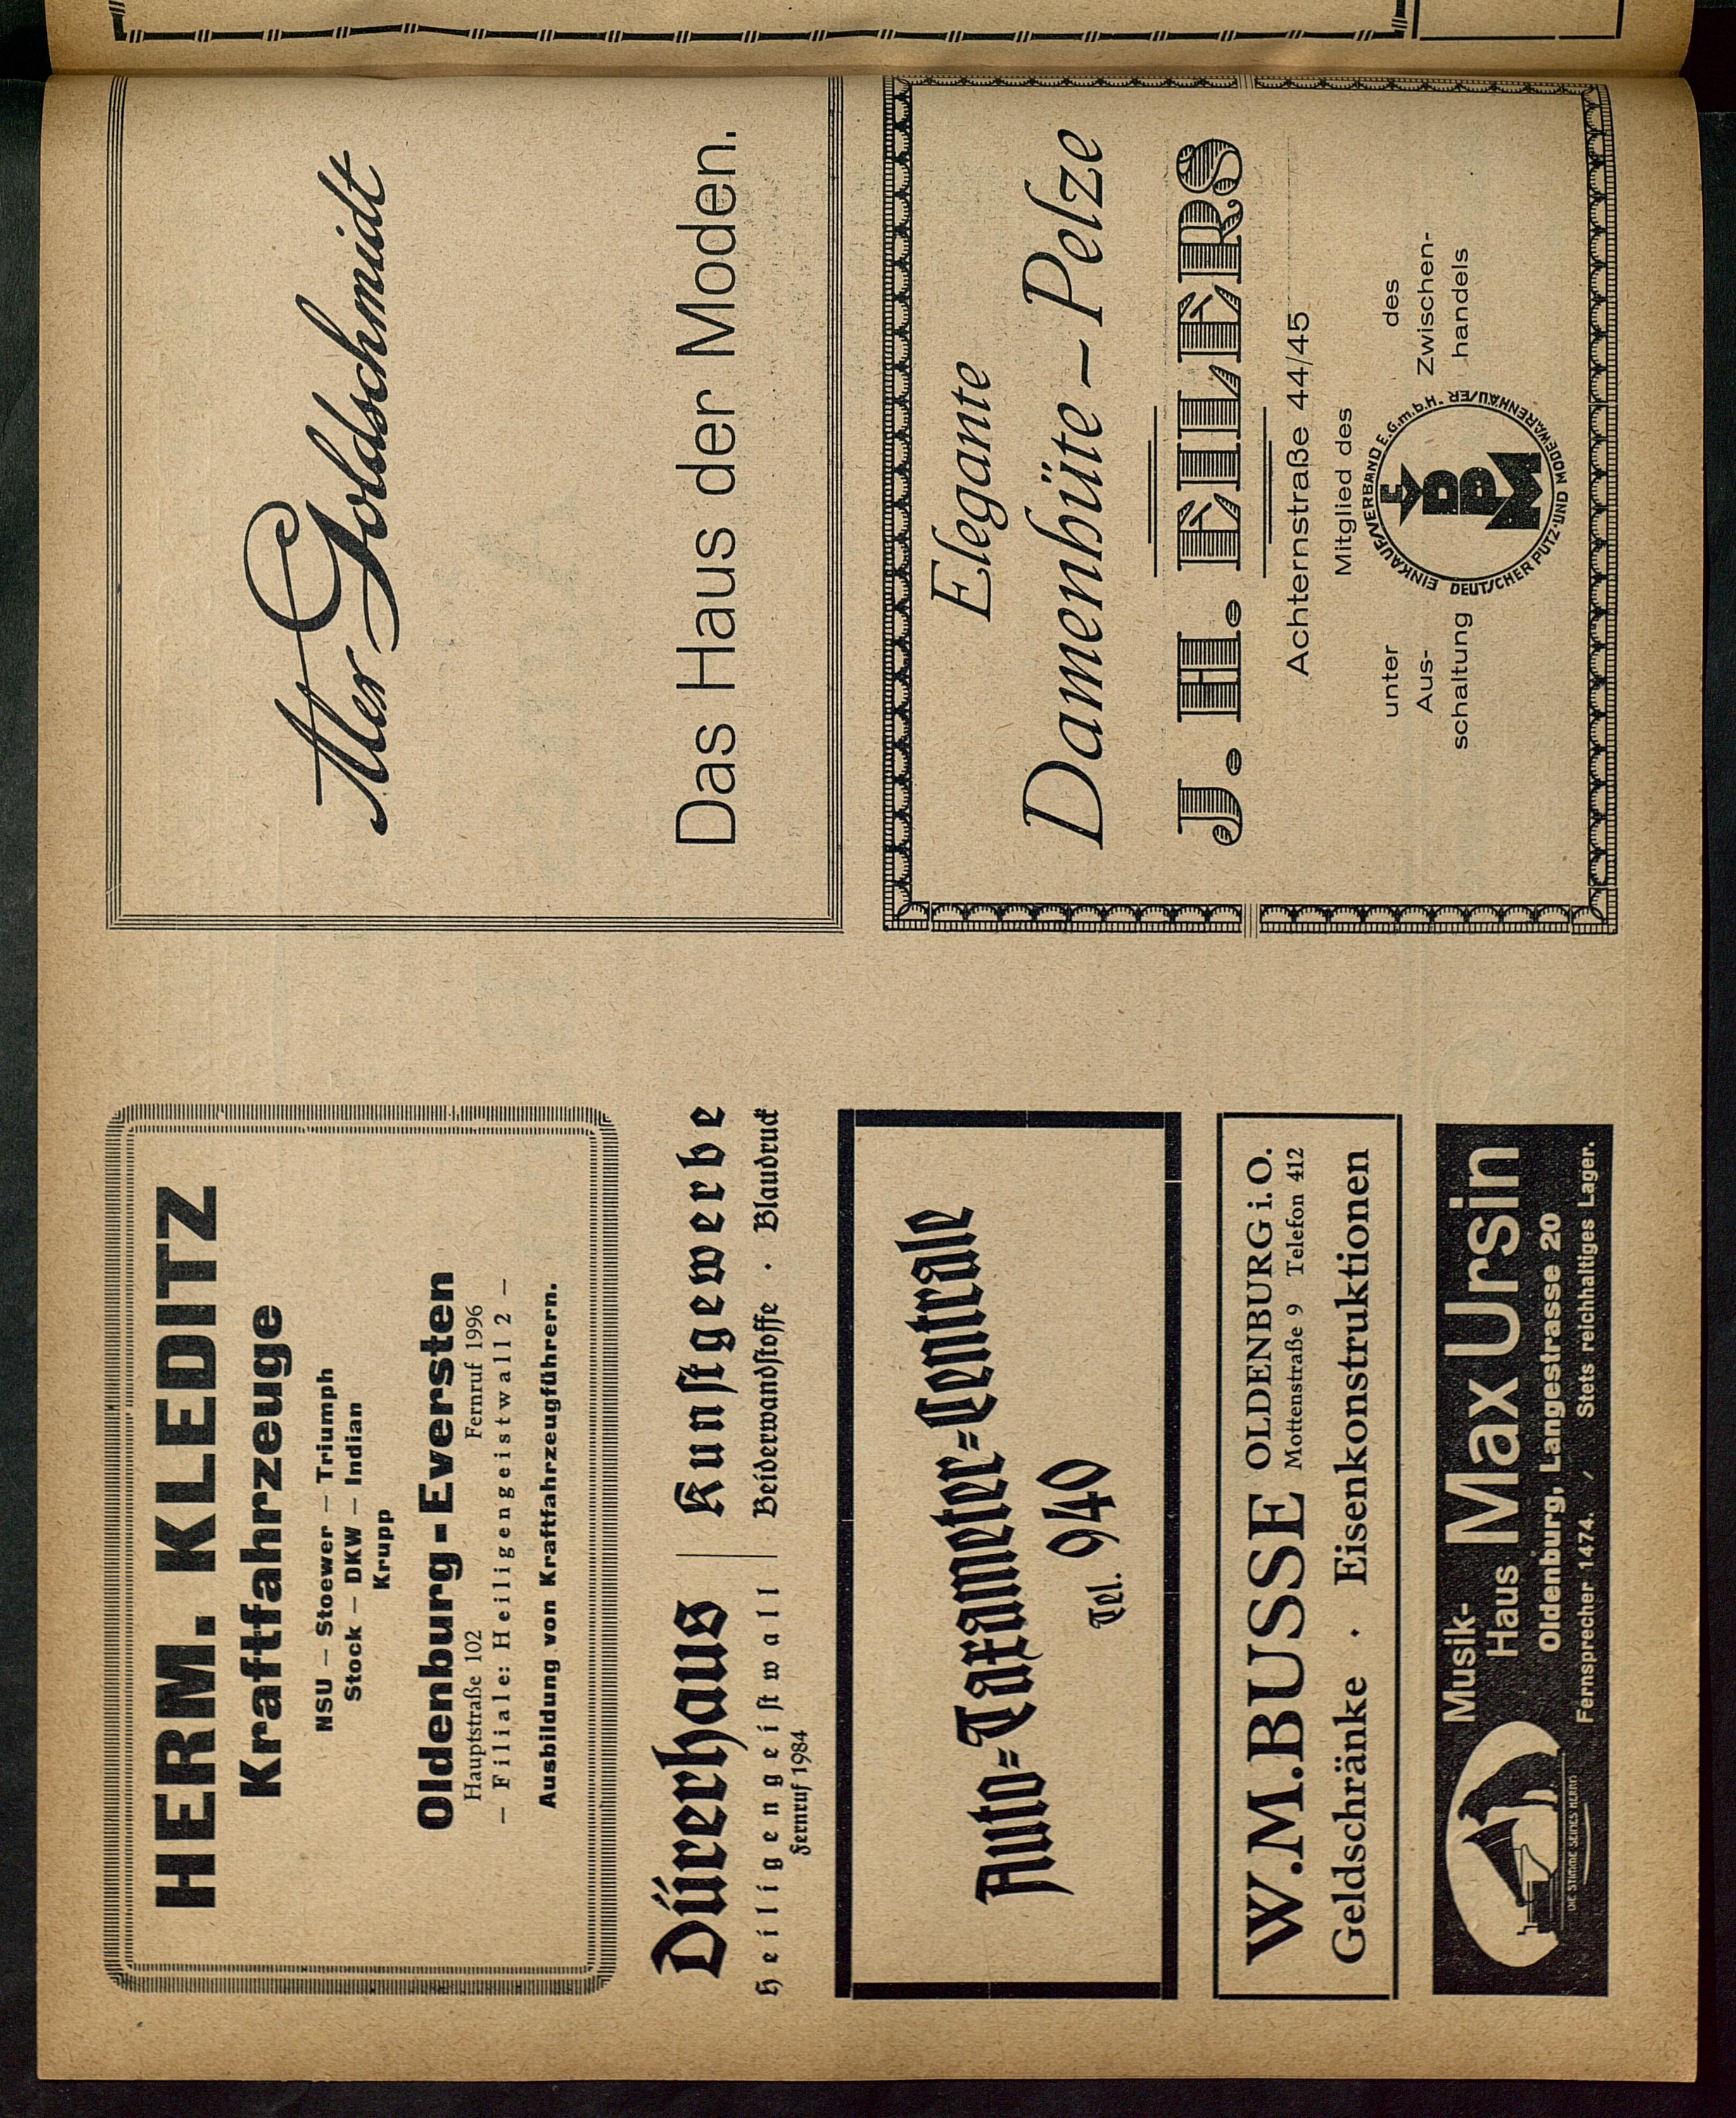 HERM. KLEDITZ
Kraftfahrzeuge
NSU – Stoewer – Triumph
Stock – DKW – Indian
Krupp
Oldenburg-Eversten
Hauptstraße 102 Fernruf 1996
– Filiale: Heiligengeistwall 2 –
Ausbildung von Kraftfahrzeugführern.
Dürerhaus
Heiligengeistwall
Fernruf 1984
Kunstgewerbe
Beiderwandstoffe · Blaudruck
Auto-Taxameter-Centrale
Tel. 940
W.M.BUSSE OLDENBURG i. O.
Mottenstraße 9 Telefon 412
Geldschränke · Eisenkonstruktionen
Musik-
Haus Max Ursin
Oldenburg, Langestrasse 20
Fernsprecher 1474. / Stets reichhaltiges Lager.
DIE STIMME SEINES HERRN
Alex Goldschmidt
Das Haus der Moden.
Elegante
Damenhüte – Pelze
J. H. EILERS
Achternstraße 44/45
Mitglied des
EINKAUFSVERBAND E.G.m.b.H.
DEUTSCHER PUTZ-UND MODEWARENHÄUSER
EV
DPM
unter
Aus-
schaltung
des
Zwischen-
handels